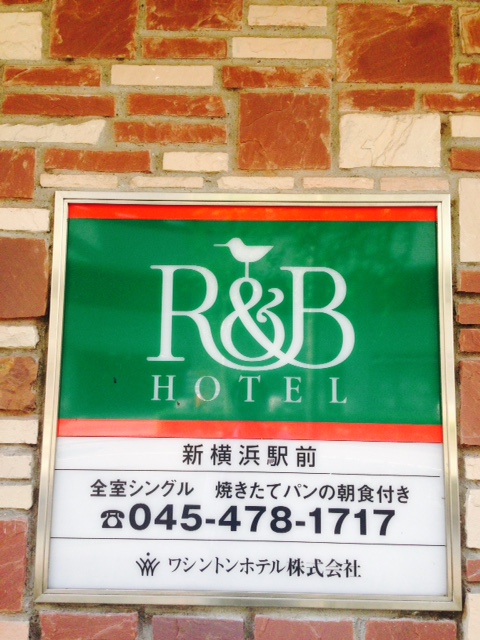 R&B
HOTEL
新横浜駅前
全室シングル 焼きたてパンの朝食付き
☎045-478-1717
ワシントンホテル株式会社